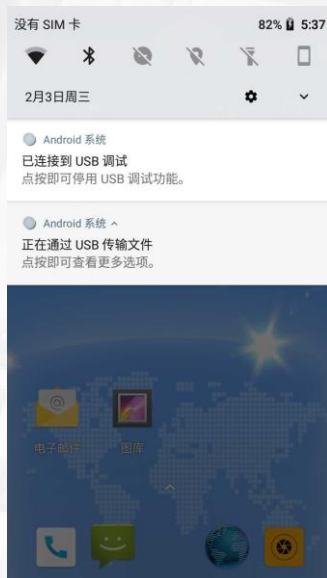 没有 SIM 卡
82% 5:37
2月3日周三
Android 系统
已连接到 USB 调试
点按即可停用 USB 调试功能。
Android 系统
正在通过 USB 传输文件
点按即可查看更多选项。
电子邮件
图库